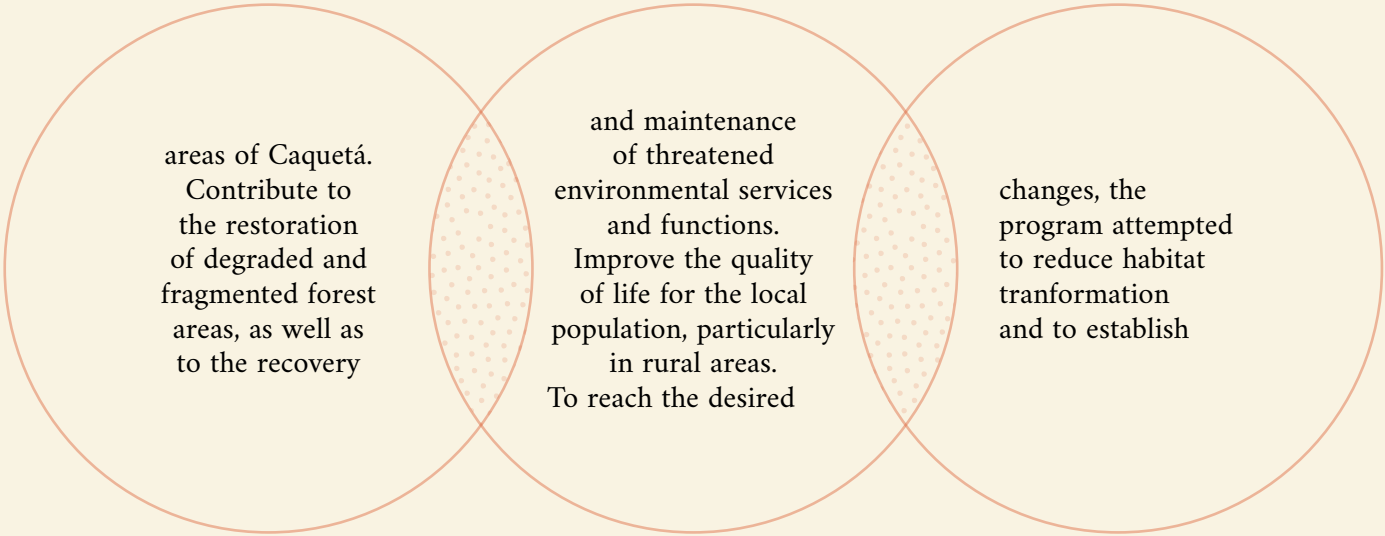 areas of Caquetá.
Contribute to
the restoration
of degraded and
fragmented forest
areas, as well as
to the recovery
and maintenance
of threatened
environmental services
and functions.
Improve the quality
of life for the local
population, particularly
in rural areas.
To reach the desired
changes, the
program attempted
to reduce habitat
tranformation
and to establish